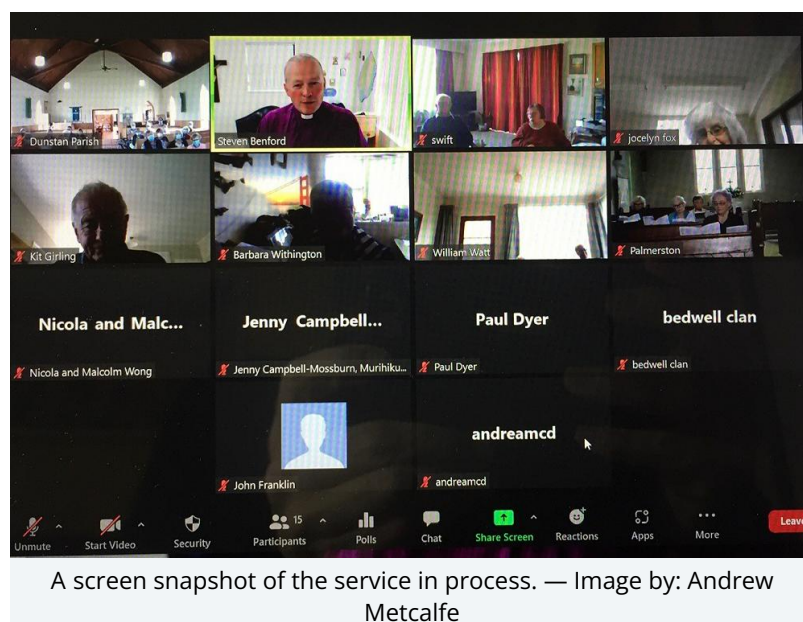 Dunstan Parish
Steven Benford
swift
jocelyn fox
Kit Girling
Barbara Withington
William Watt
Palmerston
Nicola and Malc...
Jenny Campbell...
Paul Dyer
bedwell clan
Nicola and Malcolm Wong
Jenny Campbell-Mossburn, Murihiku...
Paul Dyer
bedwell clan
andreamcd
John Franklin
andreamcd
15
Unmute
Start Video
Security
Participants
Polls
Chat
Share Screen
Reactions
Apps
More
Leave
A screen snapshot of the service in process. — Image by: Andrew
Metcalfe